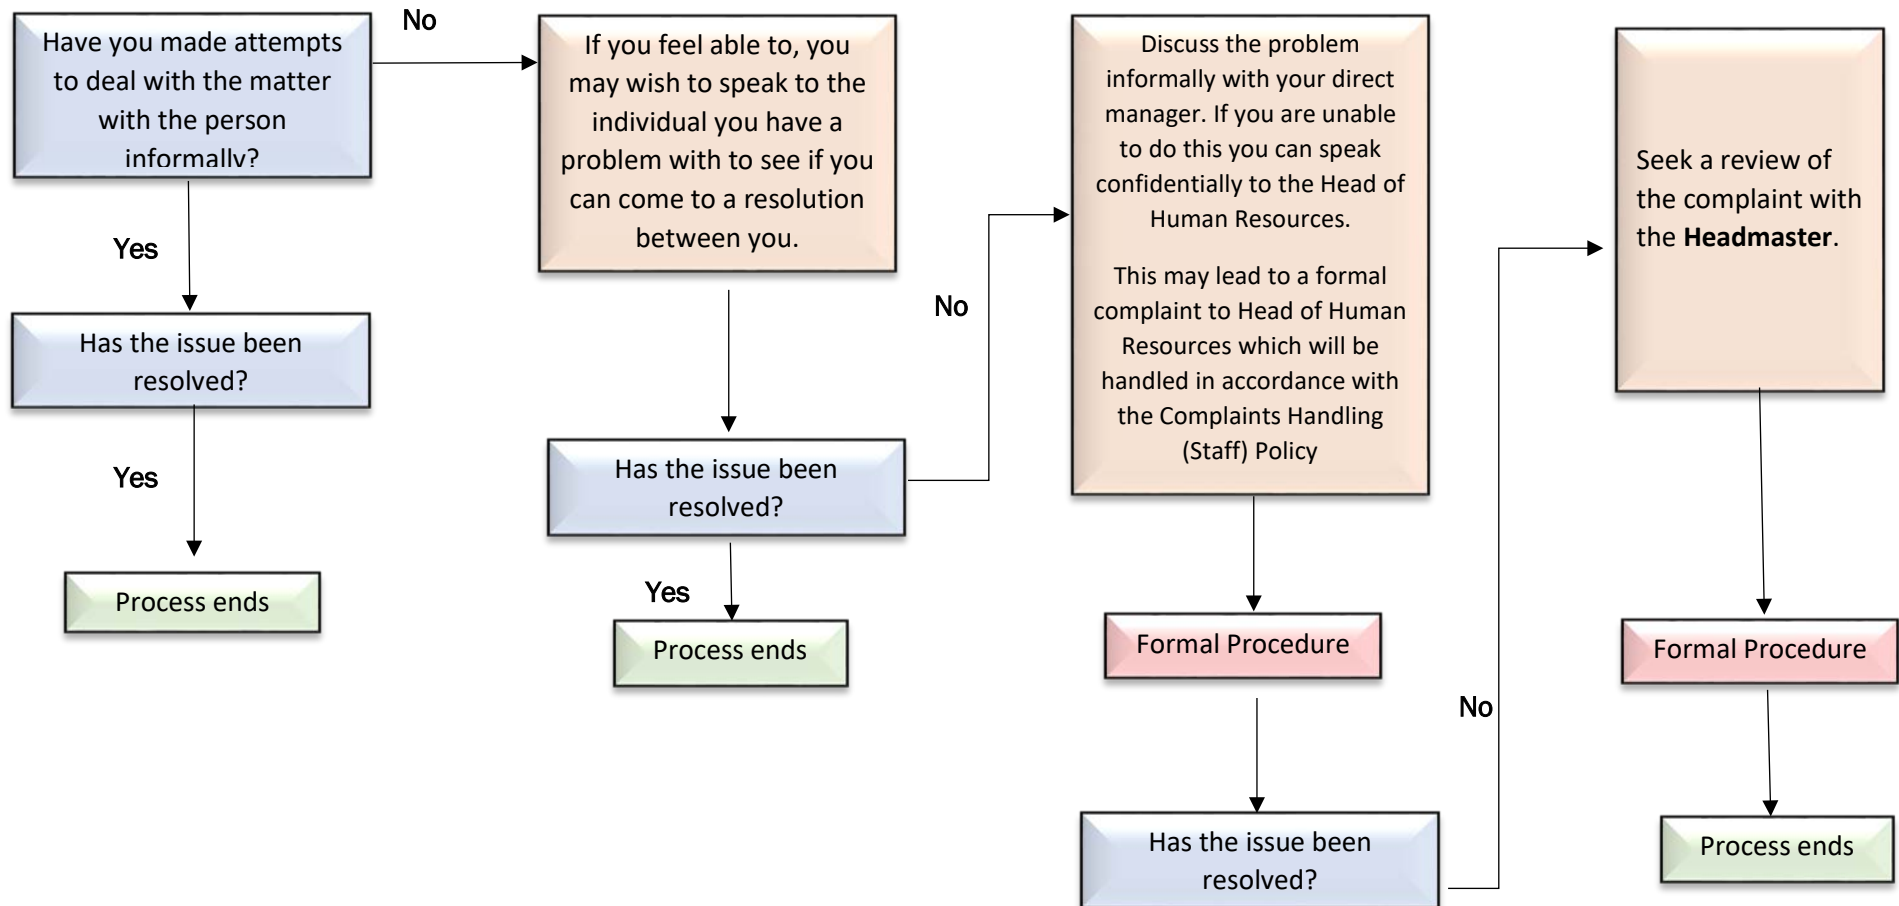 Have you made attempts
to deal with the matter
with the person
informally?
No
Yes
Has the issue been
resolved?
Yes
Process ends
If you feel able to, you
may wish to speak to the
individual you have a
problem with to see if you
can come to a resolution
between you.
Has the issue been
resolved?
No
Yes
Process ends
Discuss the problem
informally with your direct
manager. If you are unable
to do this you can speak
confidentially to the Head of
Human Resources.
This may lead to a formal
complaint to Head of Human
Resources which will be
handled in accordance with
the Complaints Handling
(Staff) Policy
Formal Procedure
Has the issue been
resolved?
No
Seek a review of
the complaint with
the Headmaster.
Formal Procedure
Process ends